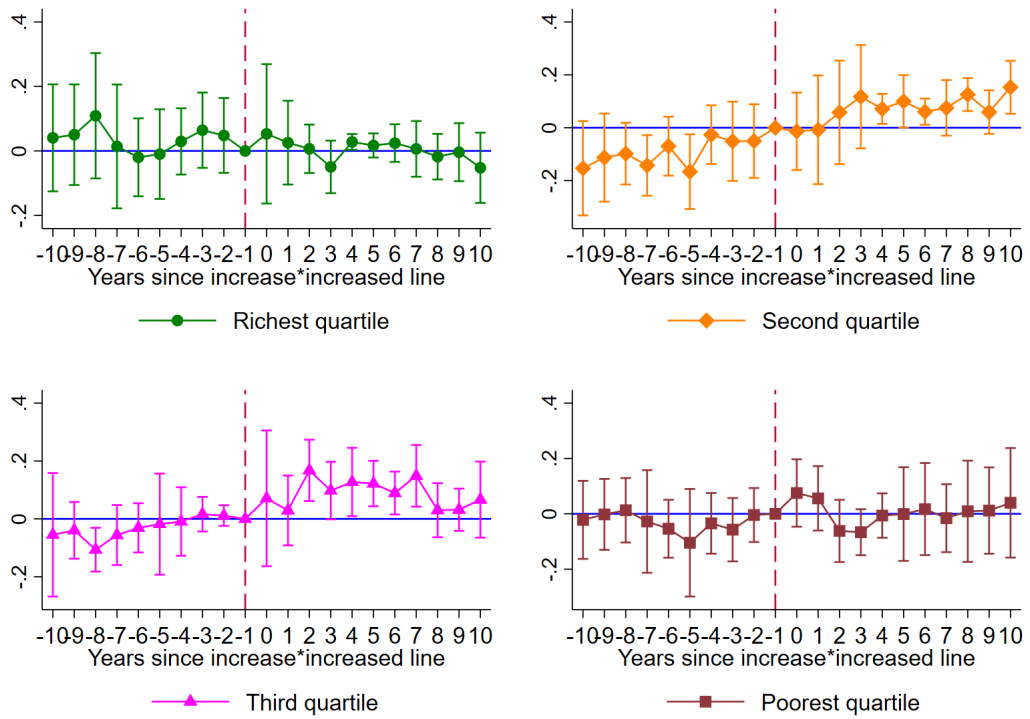 .4
.2
0
-.2
-10 -9 -8 -7 -6 -5 -4 -3 -2 -1 0 1 2 3 4 5 6 7 8 9 10
Years since increase*increased line
Richest quartile
.4
.2
0
-.2
-10 -9 -8 -7 -6 -5 -4 -3 -2 -1 0 1 2 3 4 5 6 7 8 9 10
Years since increase*increased line
Second quartile
.4
.2
0
-.2
-10 -9 -8 -7 -6 -5 -4 -3 -2 -1 0 1 2 3 4 5 6 7 8 9 10
Years since increase*increased line
Third quartile
.4
.2
0
-.2
-10 -9 -8 -7 -6 -5 -4 -3 -2 -1 0 1 2 3 4 5 6 7 8 9 10
Years since increase*increased line
Poorest quartile